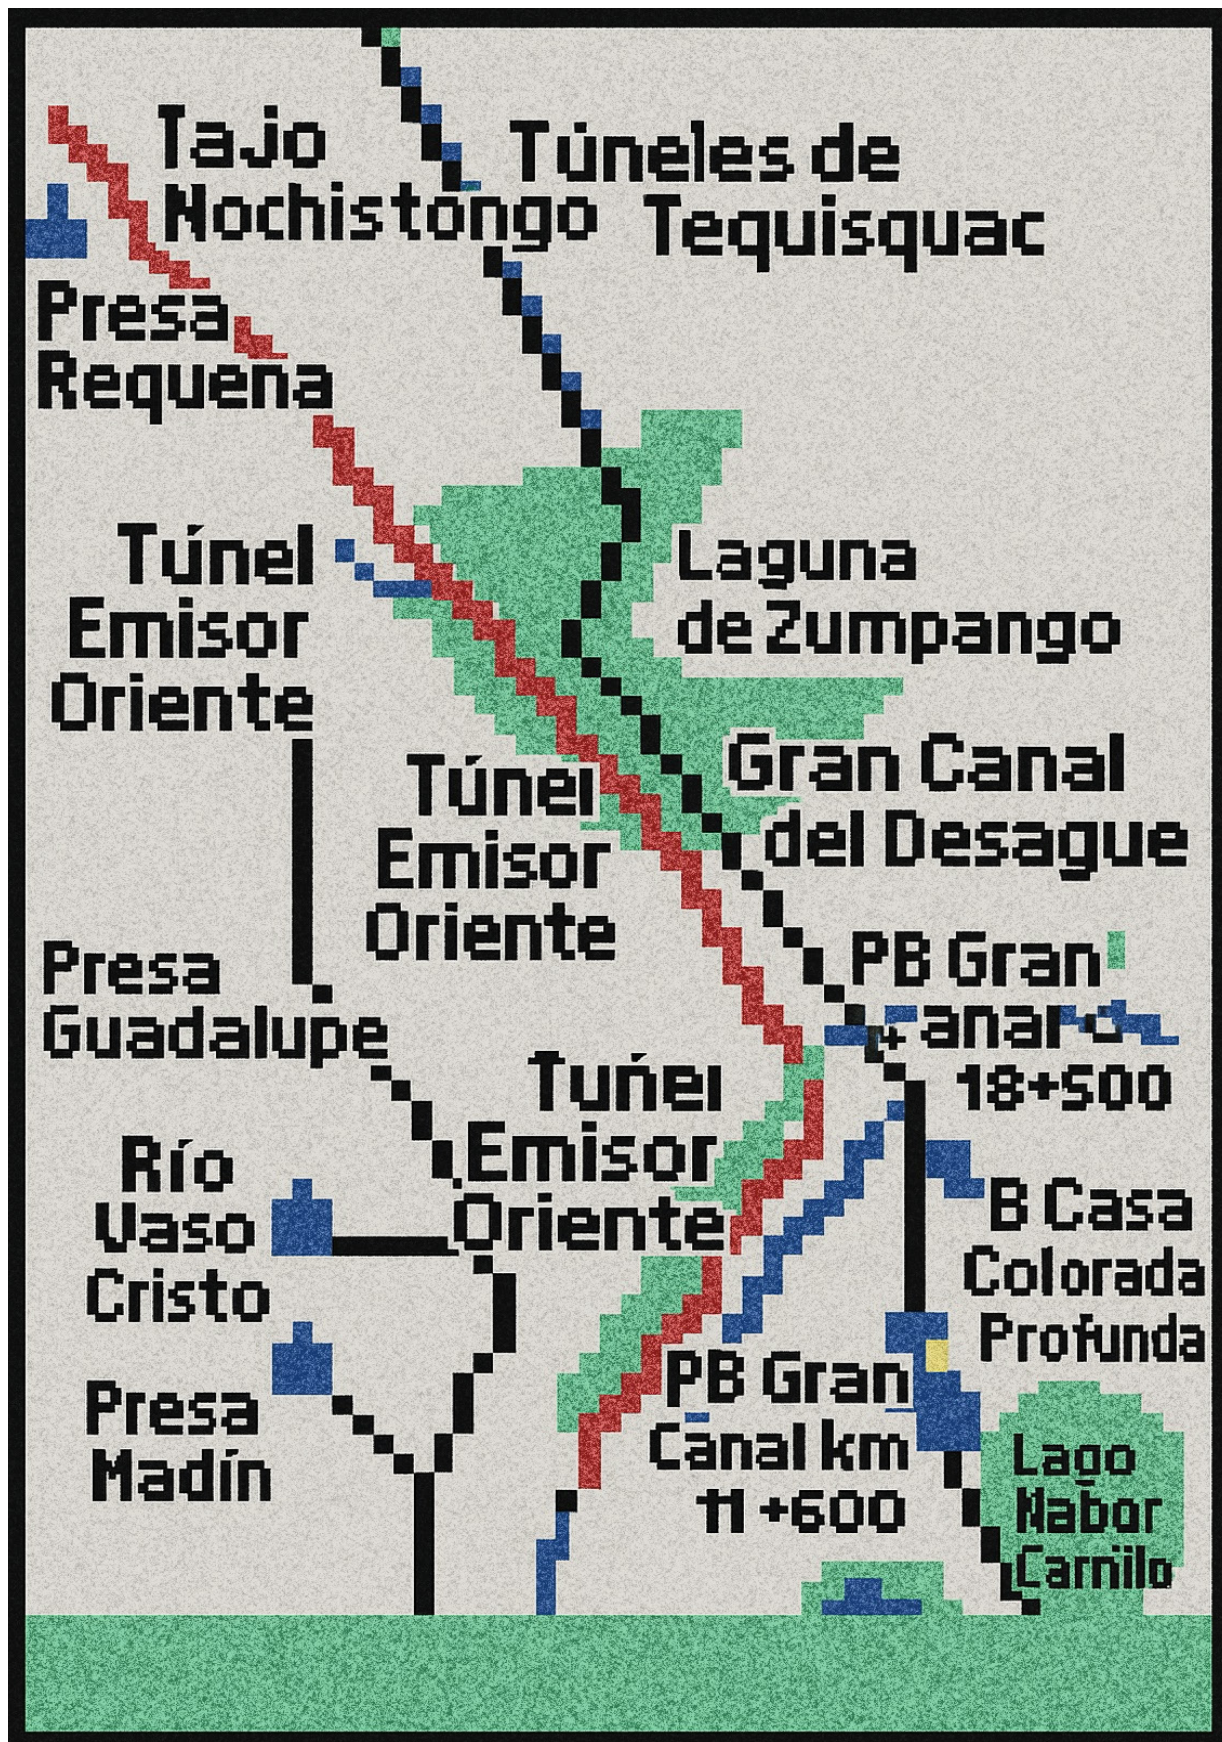 Tajo
Nochistongo
Túneles de
Tequisquac
Presa
Requena
Túnel
Emisor
Oriente
Laguna
de Zumpango
Gran Canal
del Desague
Túnel
Emisor
Oriente
Presa
Guadalupe
PB Gran
18+500
Tuńel
Emisor
Oriente
Río
Vaso
Cristo
B Casa
Colorada
Profunda
Presa
Madín
PB Gran
Canal km
11+600
Lago
Nabor
Carnilo